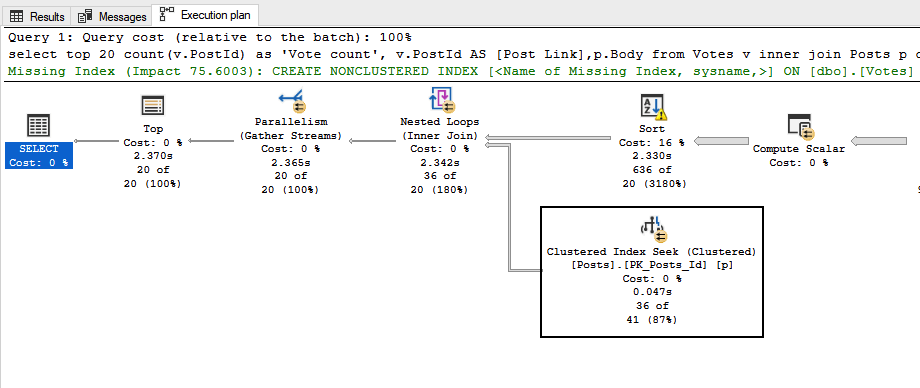 Results Messages Execution plan
Query 1: Query cost (relative to the batch): 100%
select top 20 count(v.PostId) as 'Vote count', v.PostId AS [Post Link],p.Body from Votes v inner join Posts p o
Missing Index (Impact 75.6003): CREATE NONCLUSTERED INDEX [<Name of Missing Index, sysname,>] ON [dbo].[Votes]
SELECT
Cost: 0 %
Top
Cost: 0 %
2.370s
20 of
20 (100%)
Parallelism
(Gather Streams)
Cost: 0 %
2.365s
20 of
20 (100%)
Nested Loops
(Inner Join)
Cost: 0 %
2.342s
36 of
20 (180%)
Sort
Cost: 16 %
2.330s
636 of
20 (3180%)
Compute Scalar
Cost: 0 %
Clustered Index Seek (Clustered)
[Posts].[PK_Posts_Id] [p]
Cost: 0 %
0.047s
36 of
41 (87%)